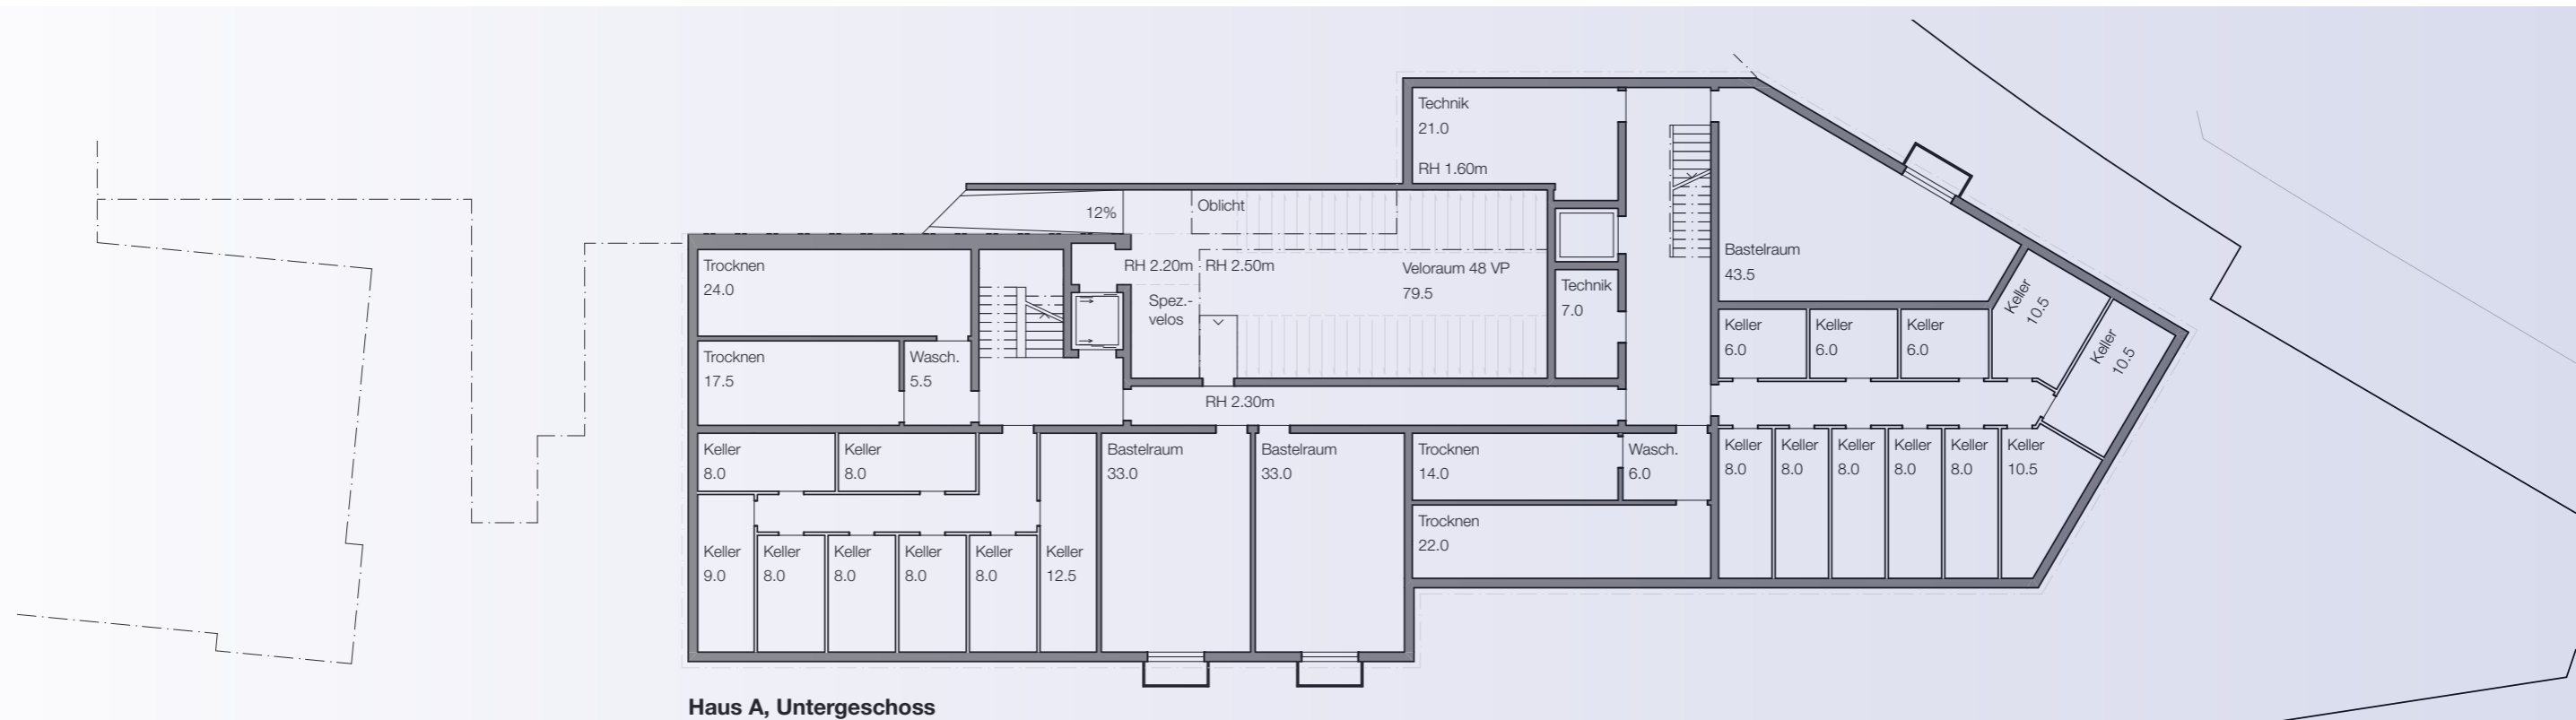 Technik
21.0
RH 1.60m
12%
Oblicht
Trocknen
24.0
RH 2.20m
RH 2.50m
Veloraum 48 VP
79.5
Spez.-
velos
Technik
7.0
Bastelraum
43.5
Keller
10.5
Keller
10.5
Trocknen
17.5
Wasch.
5.5
Keller
6.0
Keller
6.0
Keller
6.0
RH 2.30m
Keller
8.0
Keller
8.0
Bastelraum
33.0
Bastelraum
33.0
Trocknen
14.0
Wasch.
6.0
Keller
8.0
Keller
8.0
Keller
8.0
Keller
8.0
Keller
8.0
Keller
10.5
Trocknen
22.0
Keller
9.0
Keller
8.0
Keller
8.0
Keller
8.0
Keller
8.0
Keller
12.5
Haus A, Untergeschoss